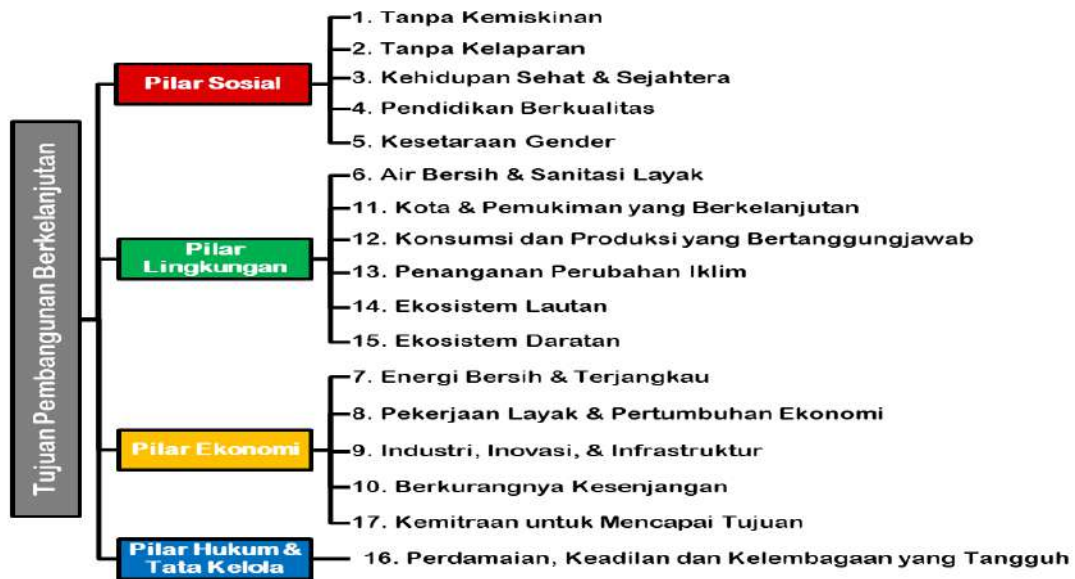 Tujuan Pembangunan Berkelanjutan
Pilar Sosial
1. Tanpa Kemiskinan
2. Tanpa Kelaparan
3. Kehidupan Sehat & Sejahtera
4. Pendidikan Berkualitas
5. Kesetaraan Gender
Pilar
Lingkungan
6. Air Bersih & Sanitasi Layak
11. Kota & Pemukiman yang Berkelanjutan
12. Konsumsi dan Produksi yang Bertanggungjawab
13. Penanganan Perubahan Iklim
14. Ekosistem Lautan
15. Ekosistem Daratan
Pilar Ekonomi
7. Energi Bersih & Terjangkau
8. Pekerjaan Layak & Pertumbuhan Ekonomi
9. Industri, Inovasi, & Infrastruktur
10. Berkurangnya Kesenjangan
17. Kemitraan untuk Mencapai Tujuan
Pilar Hukum &
Tata Kelola
16. Perdamaian, Keadilan dan Kelembagaan yang Tangguh